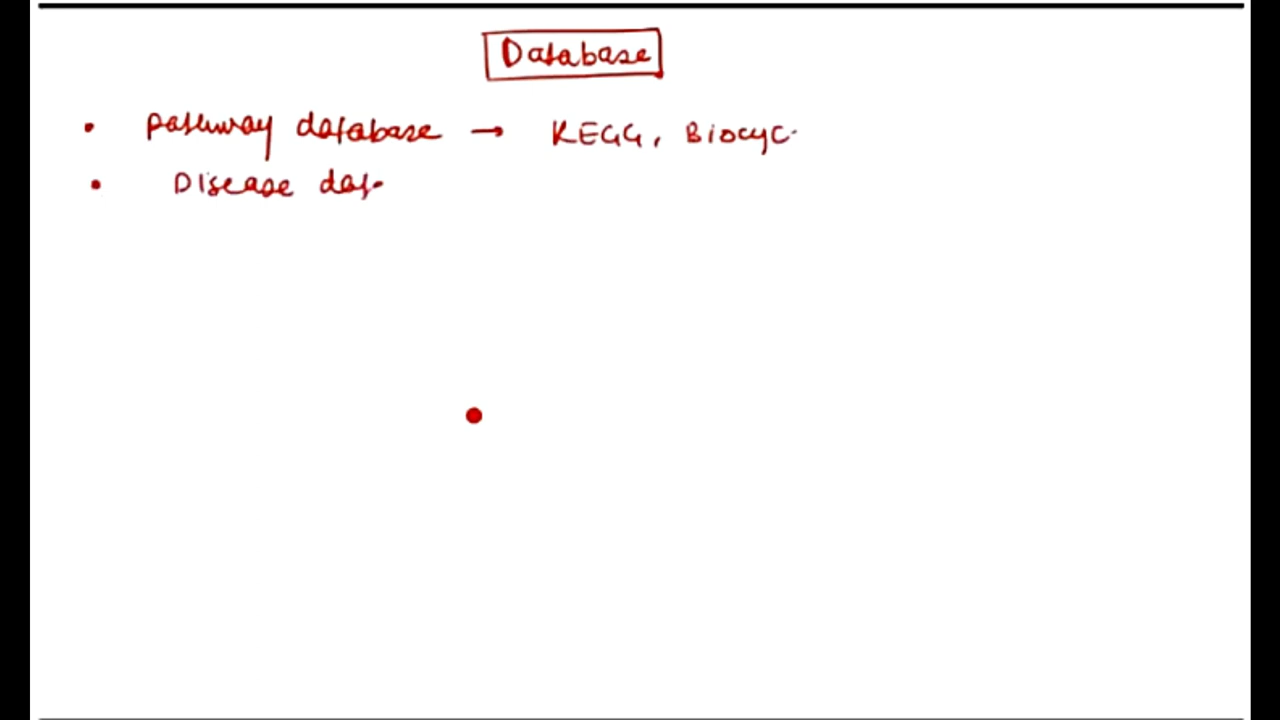 Database
• pathway database → KEGG, Biocyc
• Disease dat